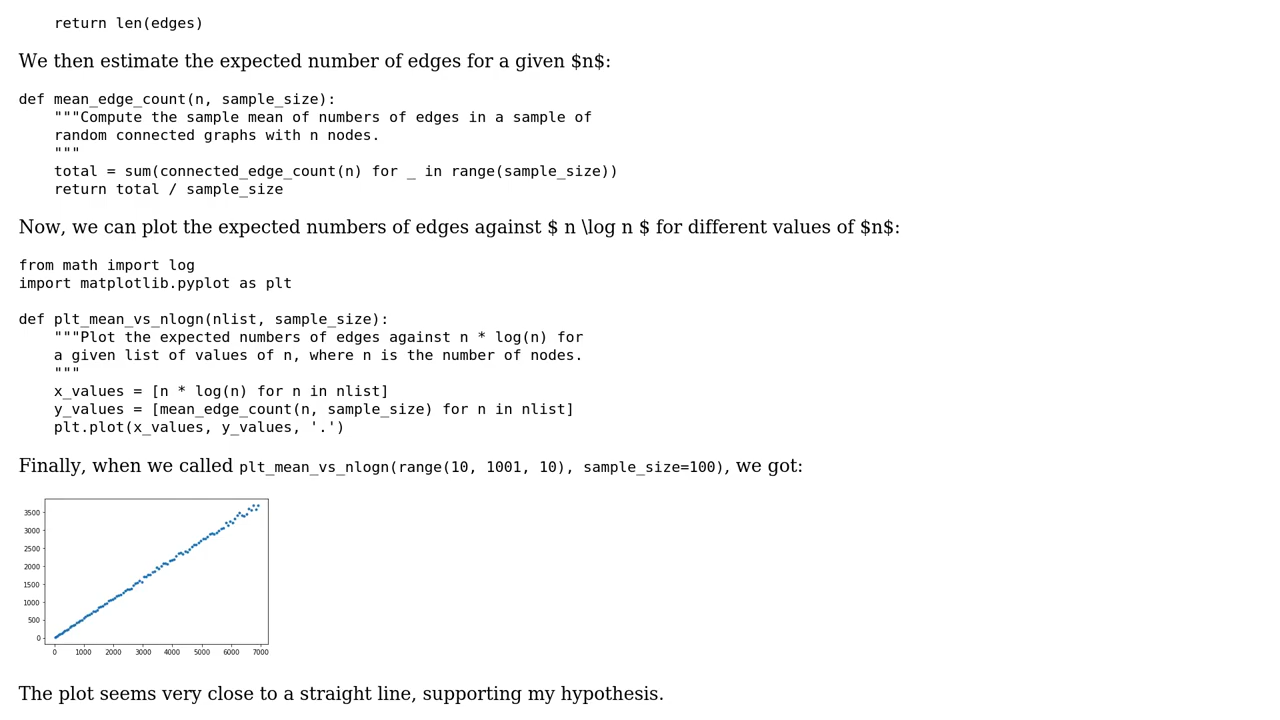 return len(edges)
We then estimate the expected number of edges for a given $n$:
def mean_edge_count(n, sample_size):
    """Compute the sample mean of numbers of edges in a sample of
    random connected graphs with n nodes.
    """
    total = sum(connected_edge_count(n) for _ in range(sample_size))
    return total / sample_size
Now, we can plot the expected numbers of edges against $ n \log n $ for different values of $n$:
from math import log
import matplotlib.pyplot as plt
def plt_mean_vs_nlogn(nlist, sample_size):
    """Plot the expected numbers of edges against n * log(n) for
    a given list of values of n, where n is the number of nodes.
    """
    x_values = [n * log(n) for n in nlist]
    y_values = [mean_edge_count(n, sample_size) for n in nlist]
    plt.plot(x_values, y_values, '.')
Finally, when we called plt_mean_vs_nlogn(range(10, 1001, 10), sample_size=100), we got:
3500
3000
2500
2000
1500
1000
500
0
0 1000 2000 3000 4000 5000 6000 7000
The plot seems very close to a straight line, supporting my hypothesis.